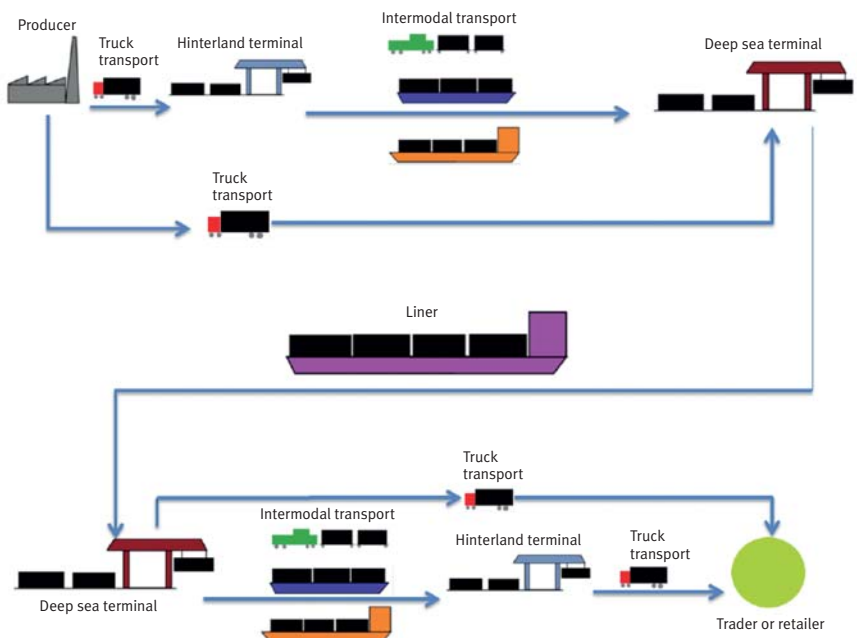 Producer
Truck
transport
Hinterland terminal
Intermodal transport
Deep sea terminal
Truck
transport
Liner
Truck
transport
Intermodal transport
Hinterland terminal
Truck
transport
Deep sea terminal
Trader or retailer